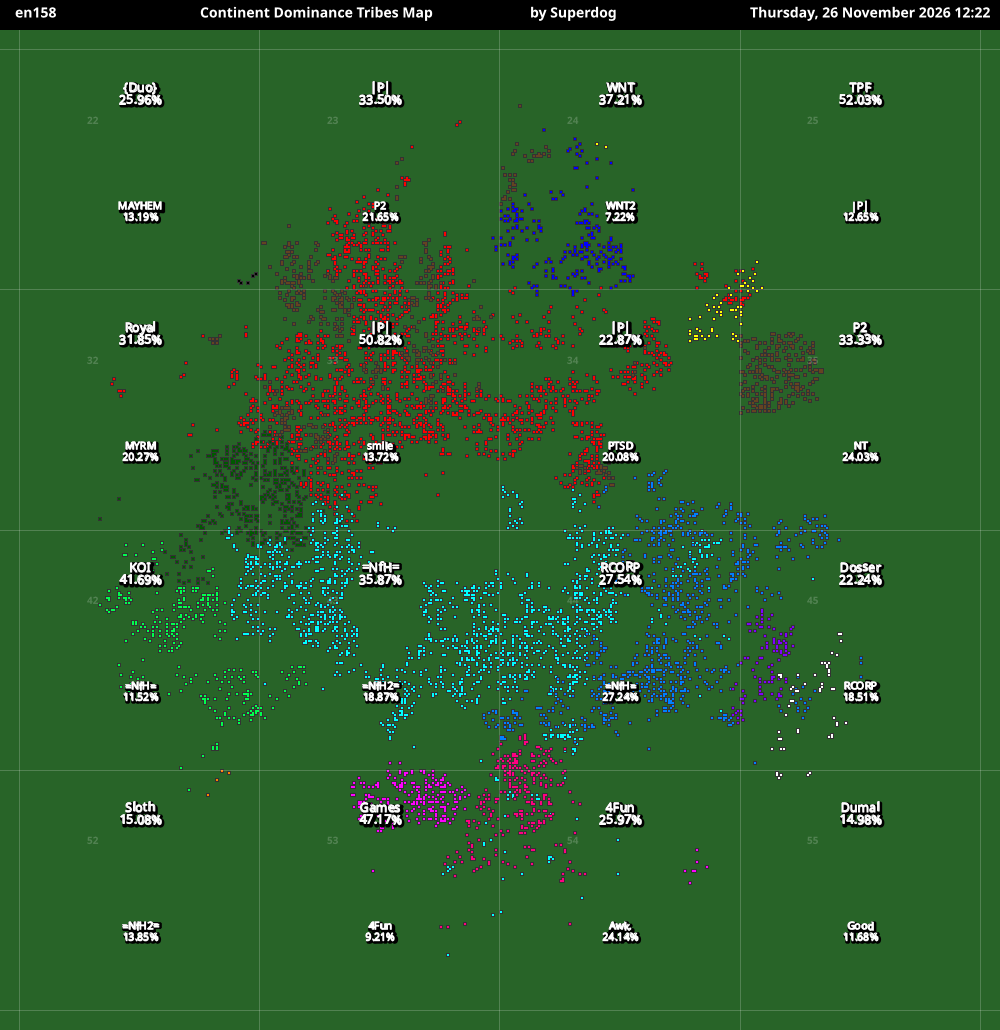 en158 Continent Dominance Tribes Map by Superdog Thursday, 26 November 2026 12:22
{Duo} |P| WNT TPF
25.96% 33.50% 37.21% 52.03%
22 23 24 25
MAYHEM P2 WNT2 |P|
13.19% 21.65% 7.22% 12.65%
Royal |P| |P| P2
31.85% 50.82% 22.87% 33.33%
32 34
MYRM smile PTSD NT
20.27% 13.72% 20.08% 24.03%
KOI =NfH= RCORP Dosser
41.69% 35.87% 27.54% 22.24%
42 45
=NfH= =NfH2= =NfH= RCORP
11.52% 18.87% 27.24% 18.51%
Sloth Games 4Fun Dumal
15.08% 47.17% 25.97% 14.98%
52 53 54 55
=NfH2= 4Fun Awk. Good
13.85% 9.21% 24.14% 11.68%